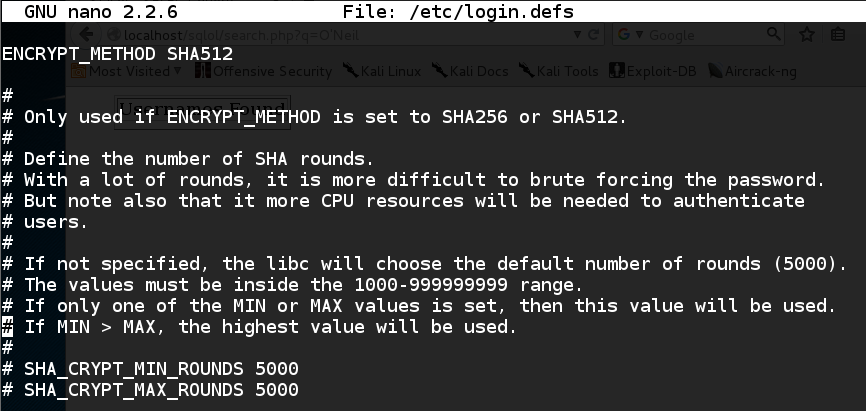 GNU nano 2.2.6 File: /etc/login.defs
localhost/sqlol/search.php?q=O'Neil Google
ENCRYPT_METHOD SHA512
Most Visited Offensive Security Kali Linux Kali Docs Kali Tools Exploit-DB Aircrack-ng
#
Usernames Found
# Only used if ENCRYPT_METHOD is set to SHA256 or SHA512.
#
# Define the number of SHA rounds.
# With a lot of rounds, it is more difficult to brute forcing the password.
# But note also that it more CPU resources will be needed to authenticate
# users.
#
# If not specified, the libc will choose the default number of rounds (5000).
# The values must be inside the 1000-999999999 range.
# If only one of the MIN or MAX values is set, then this value will be used.
# If MIN > MAX, the highest value will be used.
#
# SHA_CRYPT_MIN_ROUNDS 5000
# SHA_CRYPT_MAX_ROUNDS 5000